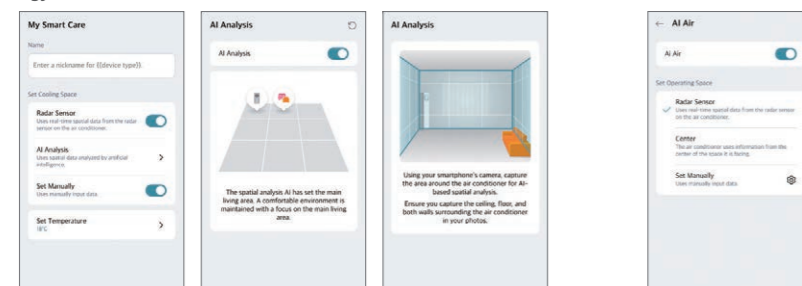 My Smart Care
Name
Enter a nickname for {{device type}}.
Set Cooling Space
Radar Sensor
Uses real-time spatial data from the radar
sensor on the air conditioner.
AI Analysis
Uses spatial data analyzed by artificial
intelligence.
Set Manually
Uses manually input data.
Set Temperature
18°C
AI Analysis
AI Analysis
The spatial analysis AI has set the main
living area. A comfortable environment is
maintained with a focus on the main living
area.
AI Analysis
Using your smartphone's camera, capture
the area around the air conditioner for AI-
based spatial analysis.
Ensure you capture the ceiling, floor, and
both walls surrounding the air conditioner
in your photos.
← AI Air
AI Air
Set Operating Space
Radar Sensor
Uses real-time spatial data from the radar sensor
on the air conditioner.
Center
The air conditioner uses information from the
center of the space it is facing.
Set Manually
Uses manually input data.